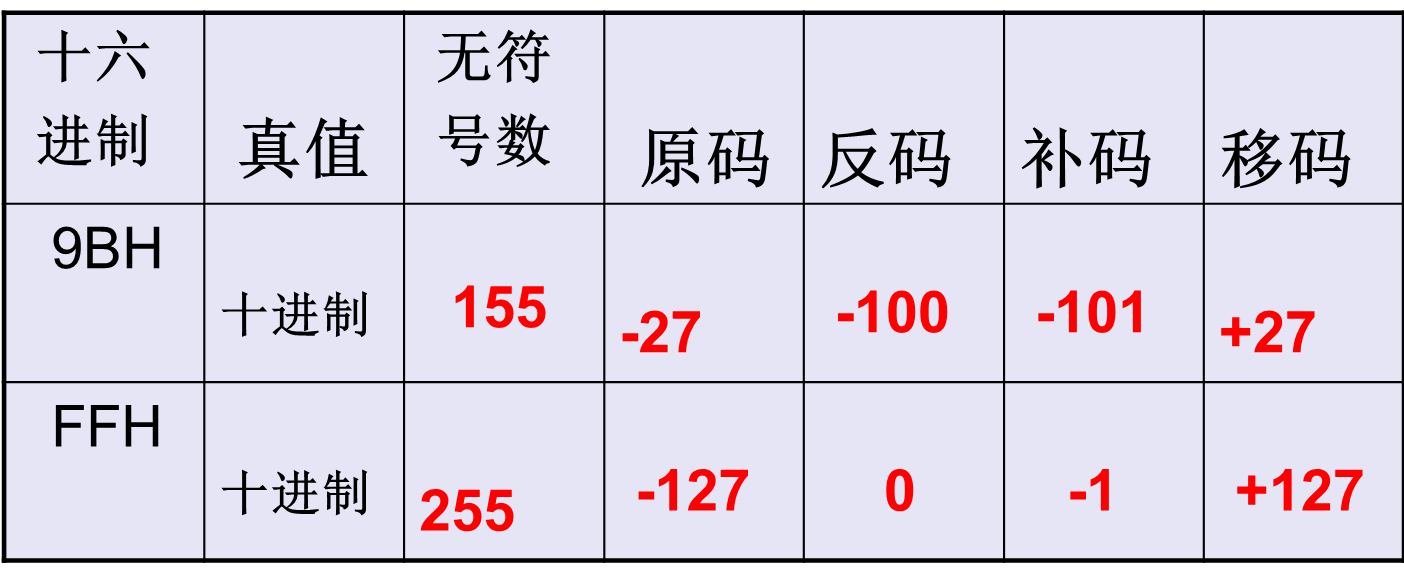 十六
进制
真值
无符
号数
原码
反码
补码
移码
9BH
十进制
155
-27
-100
-101
+27
FFH
十进制
255
-127
0
-1
+127